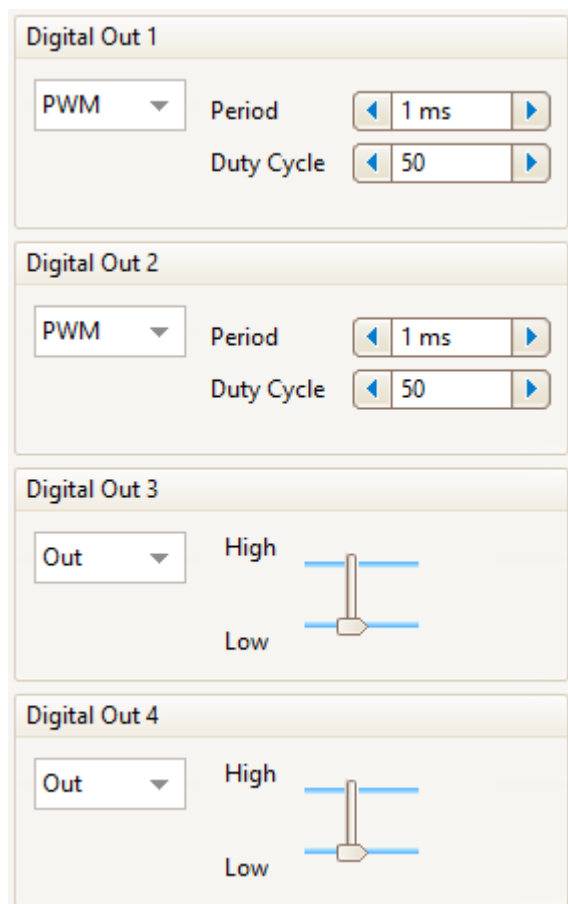 Digital Out 1
PWM
Period
1 ms
Duty Cycle
50
Digital Out 2
PWM
Period
1 ms
Duty Cycle
50
Digital Out 3
Out
High
Low
Digital Out 4
Out
High
Low